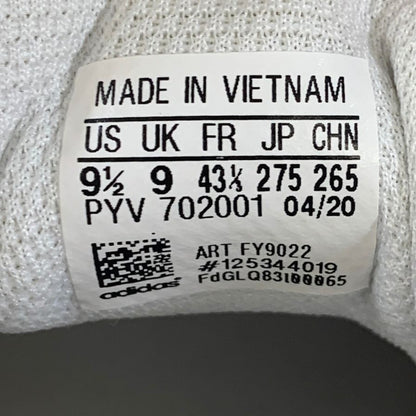 MADE IN VIETNAM
US UK FR JP CHN
9½ 9 43⅓ 275 265
PYV 702001 04/20
ART FY9022
#125344019
FdGLQ83100065
adidas